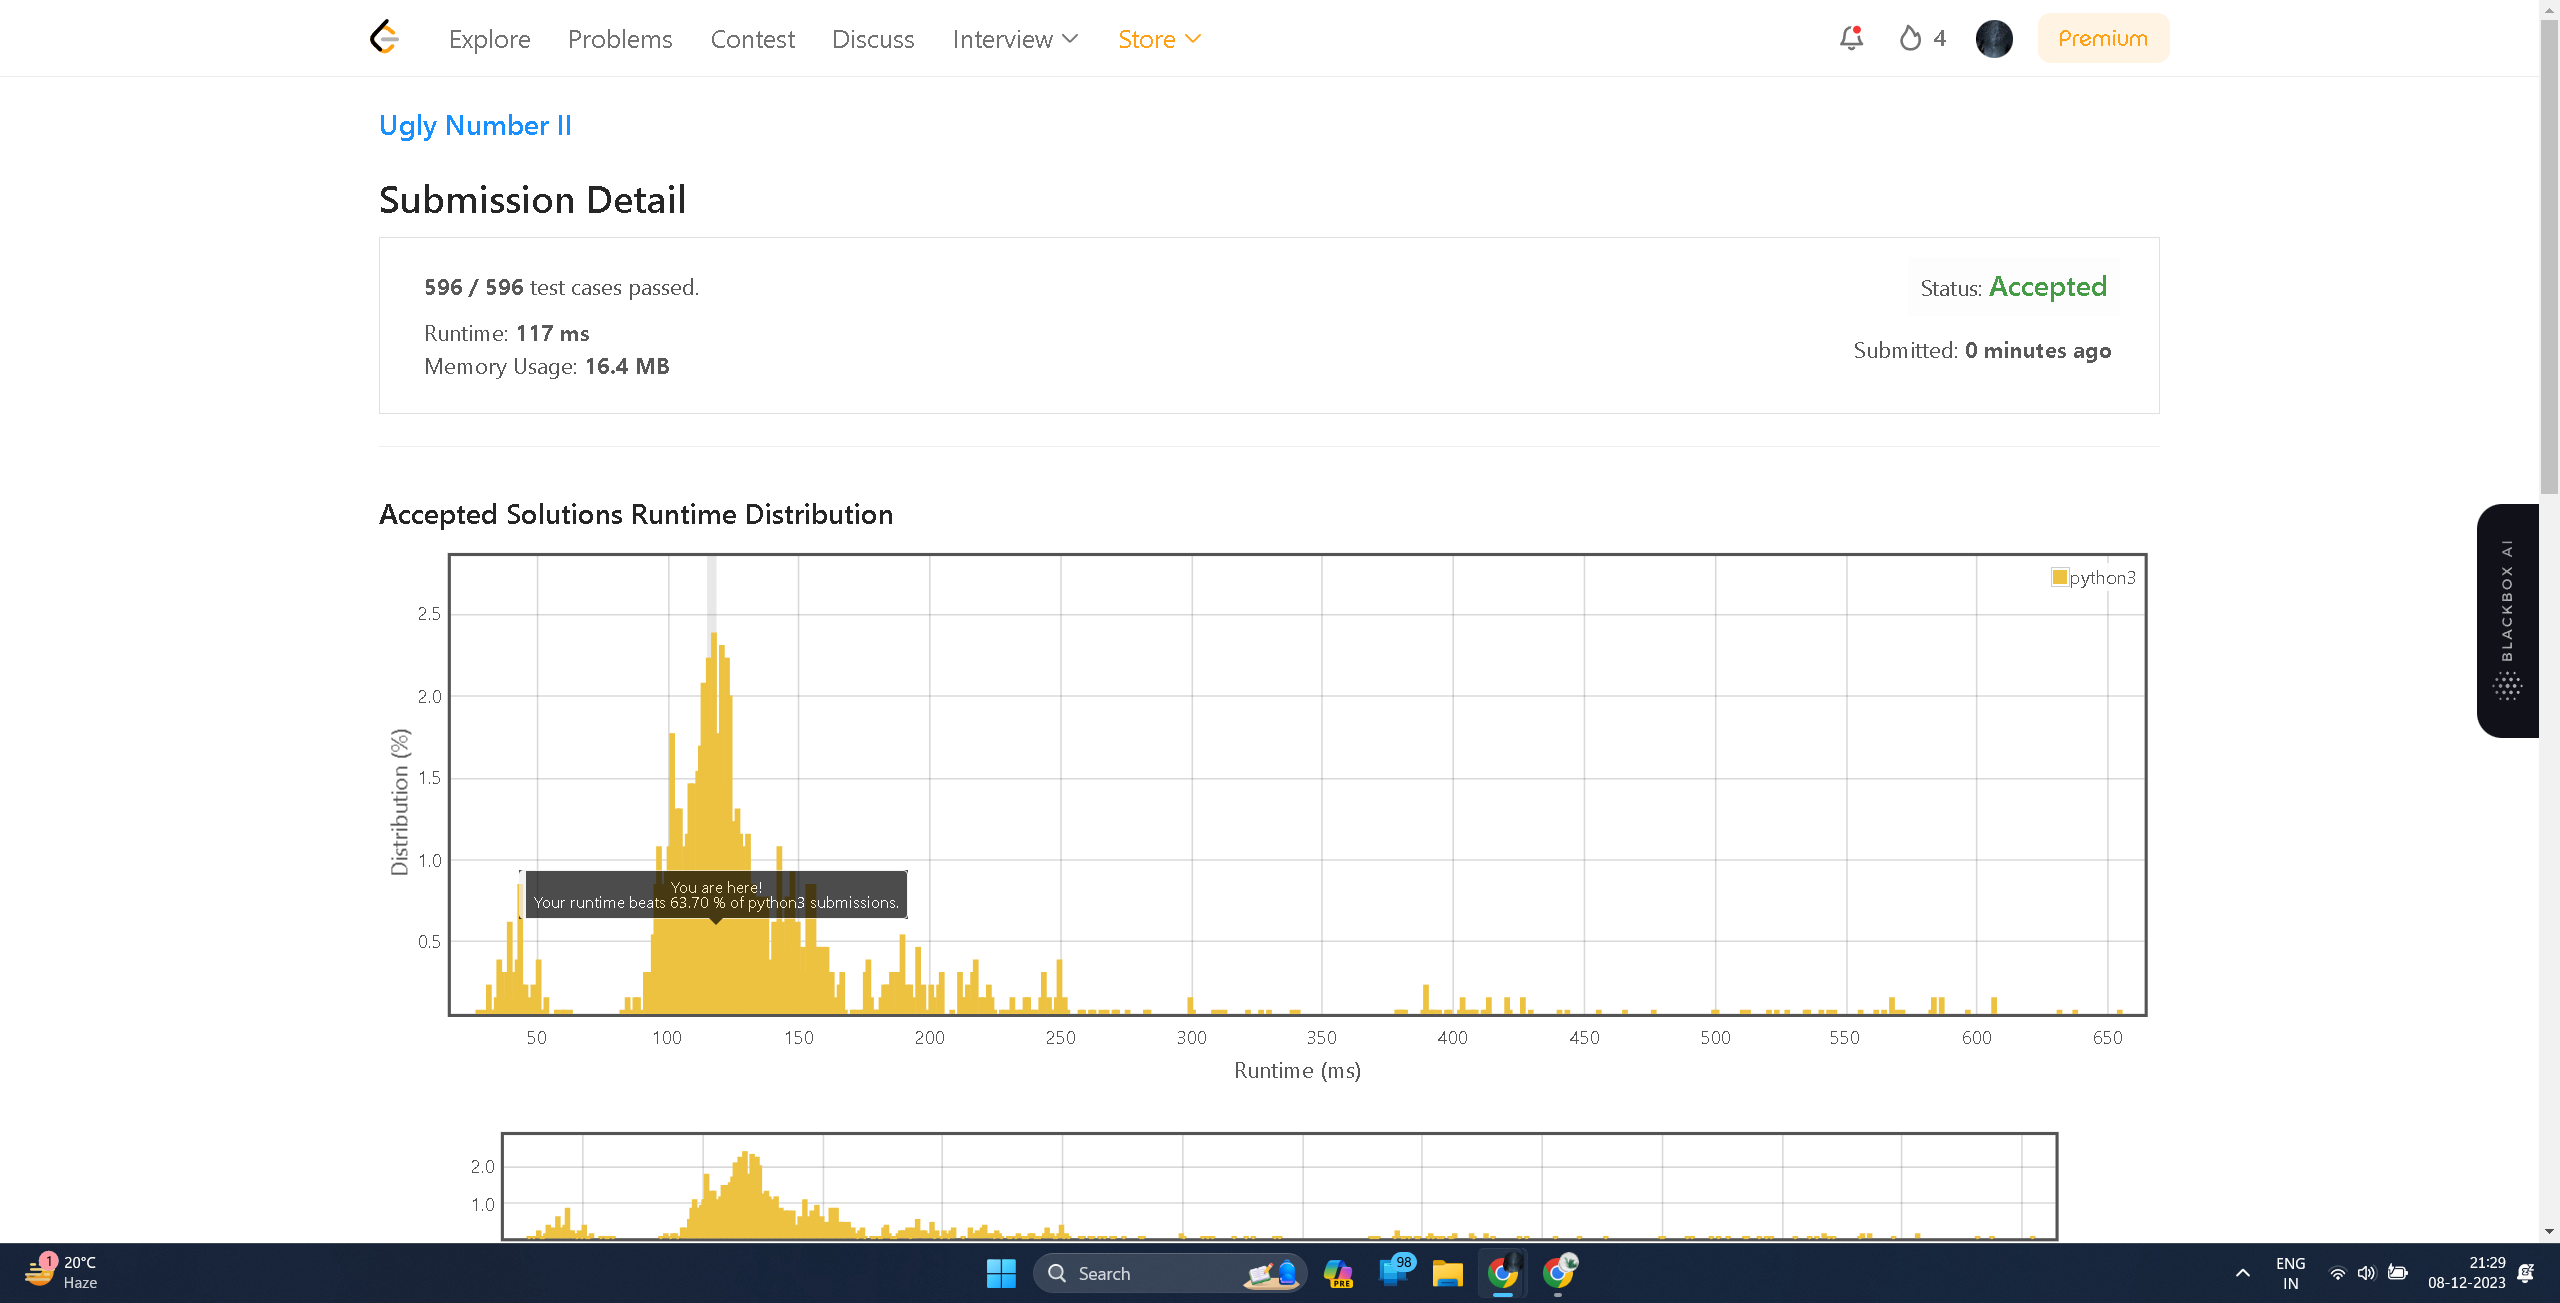 Explore Problems Contest Discuss Interview Store 4 Premium
Ugly Number II
Submission Detail
596 / 596 test cases passed.
Status: Accepted
Runtime: 117 ms
Submitted: 0 minutes ago
Memory Usage: 16.4 MB
Accepted Solutions Runtime Distribution
python3
2.5
2.0
1.5
1.0
0.5
Distribution (%)
You are here!
Your runtime beats 63.70 % of python3 submissions.
50 100 150 200 250 300 350 400 450 500 550 600 650
Runtime (ms)
2.0
1.0
BLACKBOX AI
1
20°C
Haze
Search
PRE
98
ENG
IN
21:29
08-12-2023